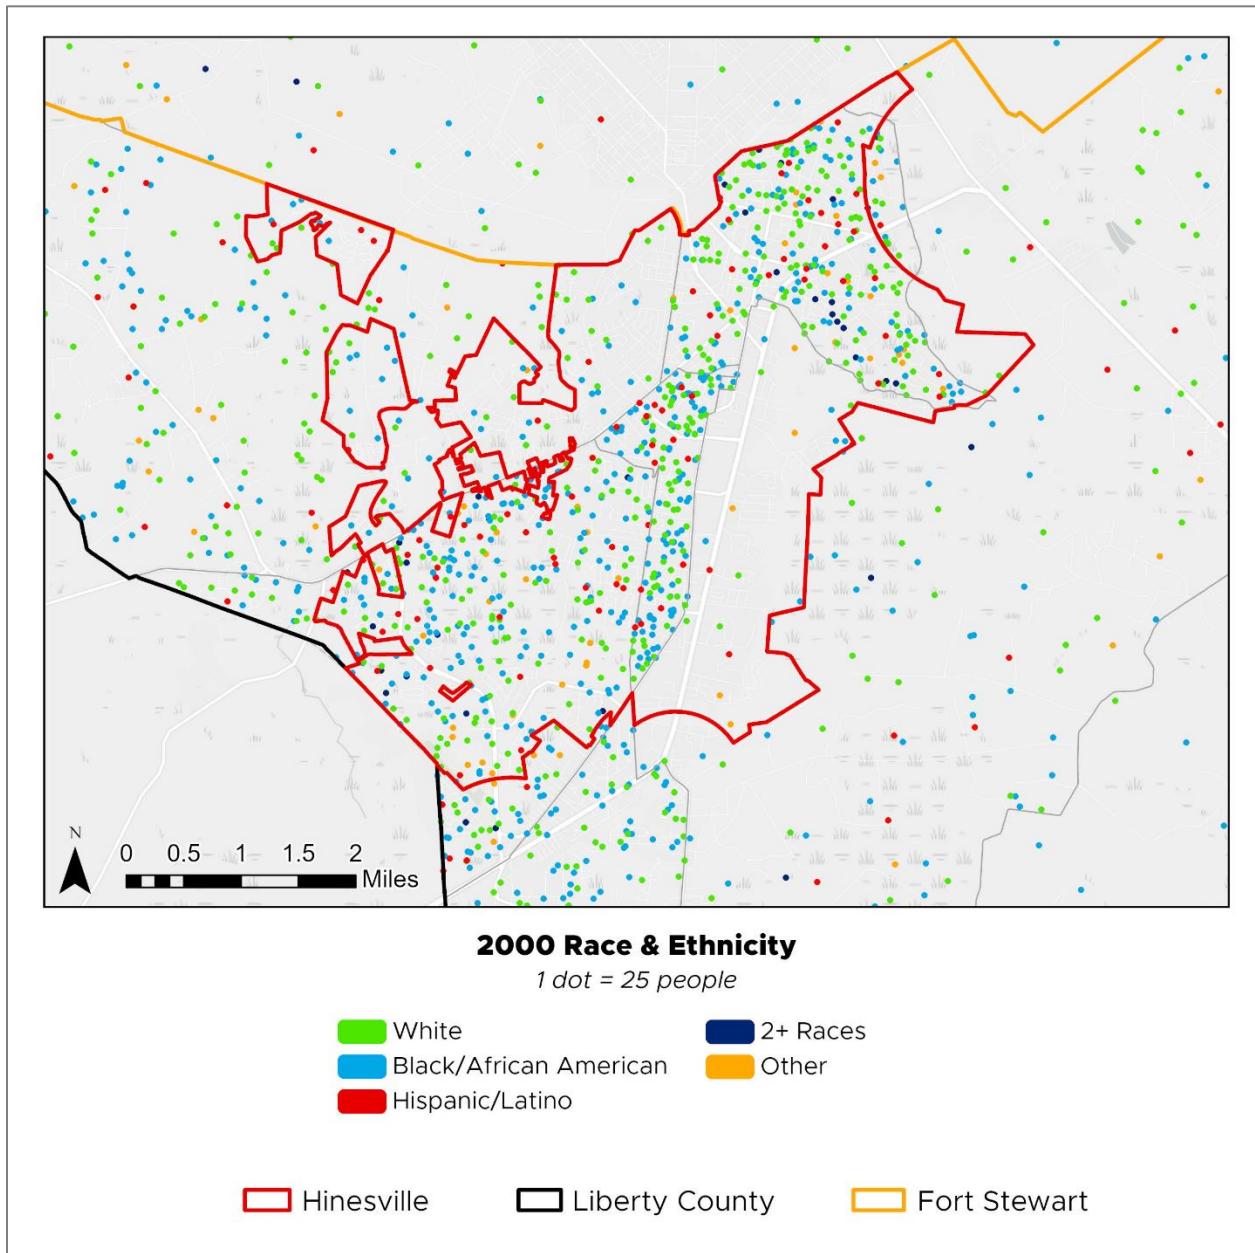 N
0 0.5 1 1.5 2
Miles
2000 Race & Ethnicity
1 dot = 25 people
White
2+ Races
Black/African American
Other
Hispanic/Latino
Hinesville
Liberty County
Fort Stewart